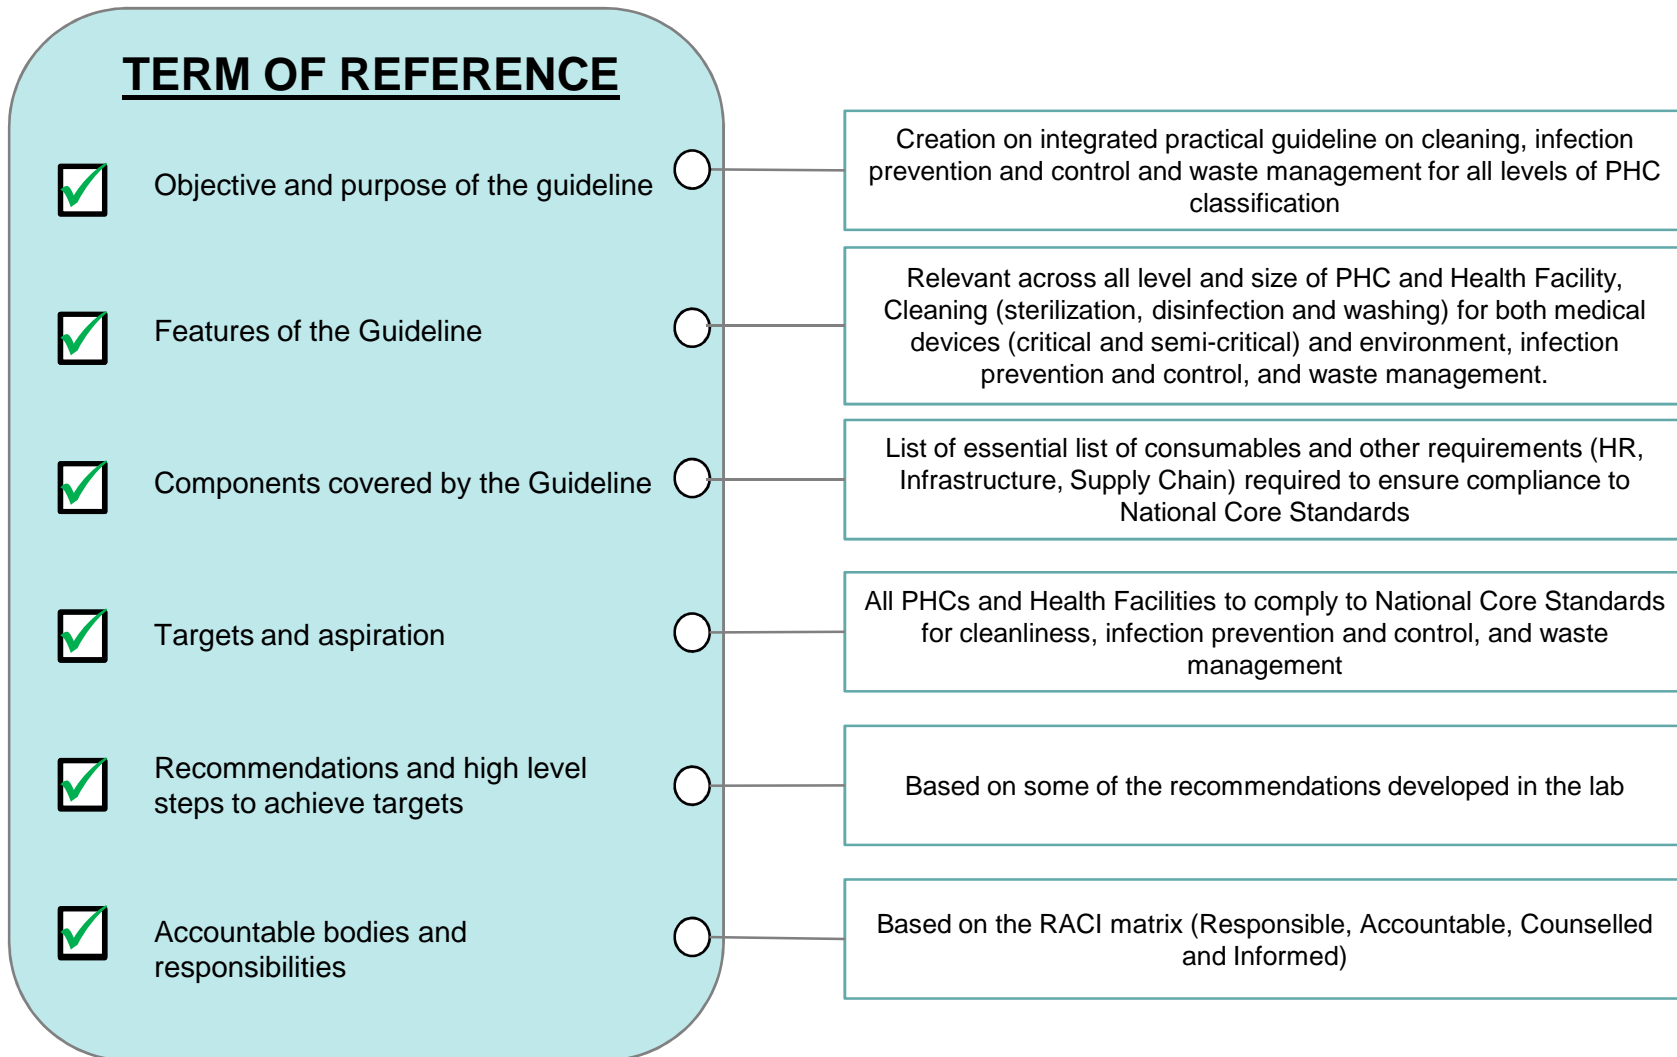 TERM OF REFERENCE
Objective and purpose of the guideline
Creation on integrated practical guideline on cleaning, infection
prevention and control and waste management for all levels of PHC
classification
Features of the Guideline
Relevant across all level and size of PHC and Health Facility,
Cleaning (sterilization, disinfection and washing) for both medical
devices (critical and semi-critical) and environment, infection
prevention and control, and waste management.
Components covered by the Guideline
List of essential list of consumables and other requirements (HR,
Infrastructure, Supply Chain) required to ensure compliance to
National Core Standards
Targets and aspiration
All PHCs and Health Facilities to comply to National Core Standards
for cleanliness, infection prevention and control, and waste
management
Recommendations and high level
steps to achieve targets
Based on some of the recommendations developed in the lab
Accountable bodies and
responsibilities
Based on the RACI matrix (Responsible, Accountable, Counselled
and Informed)